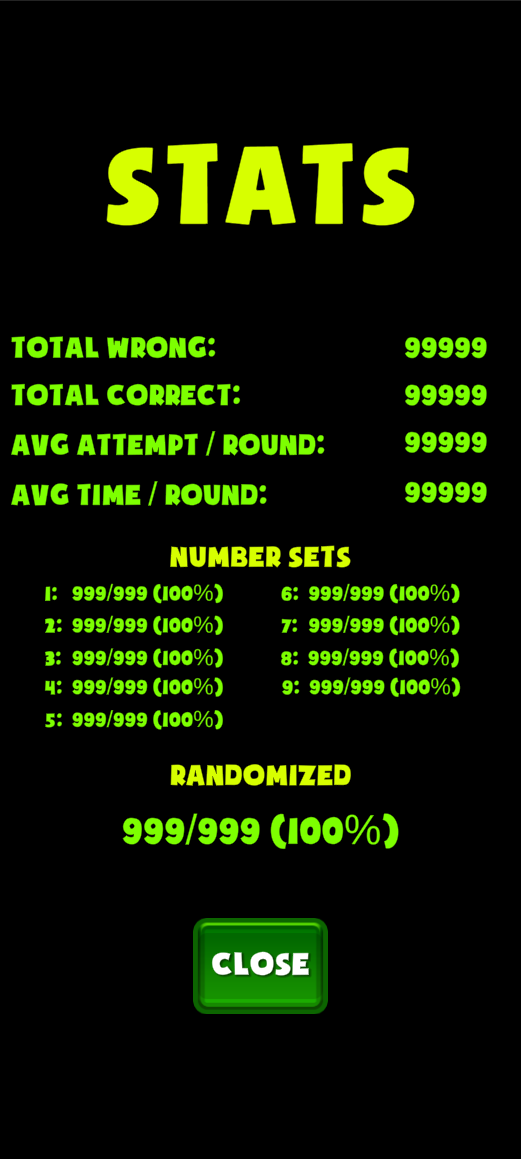 STATS
TOTAL WRONG: 99999
TOTAL CORRECT: 99999
AVG ATTEMPT / ROUND: 99999
AVG TIME / ROUND: 99999
NUMBER SETS
1: 999/999 (100%) 6: 999/999 (100%)
2: 999/999 (100%) 7: 999/999 (100%)
3: 999/999 (100%) 8: 999/999 (100%)
4: 999/999 (100%) 9: 999/999 (100%)
5: 999/999 (100%)
RANDOMIZED
999/999 (100%)
CLOSE